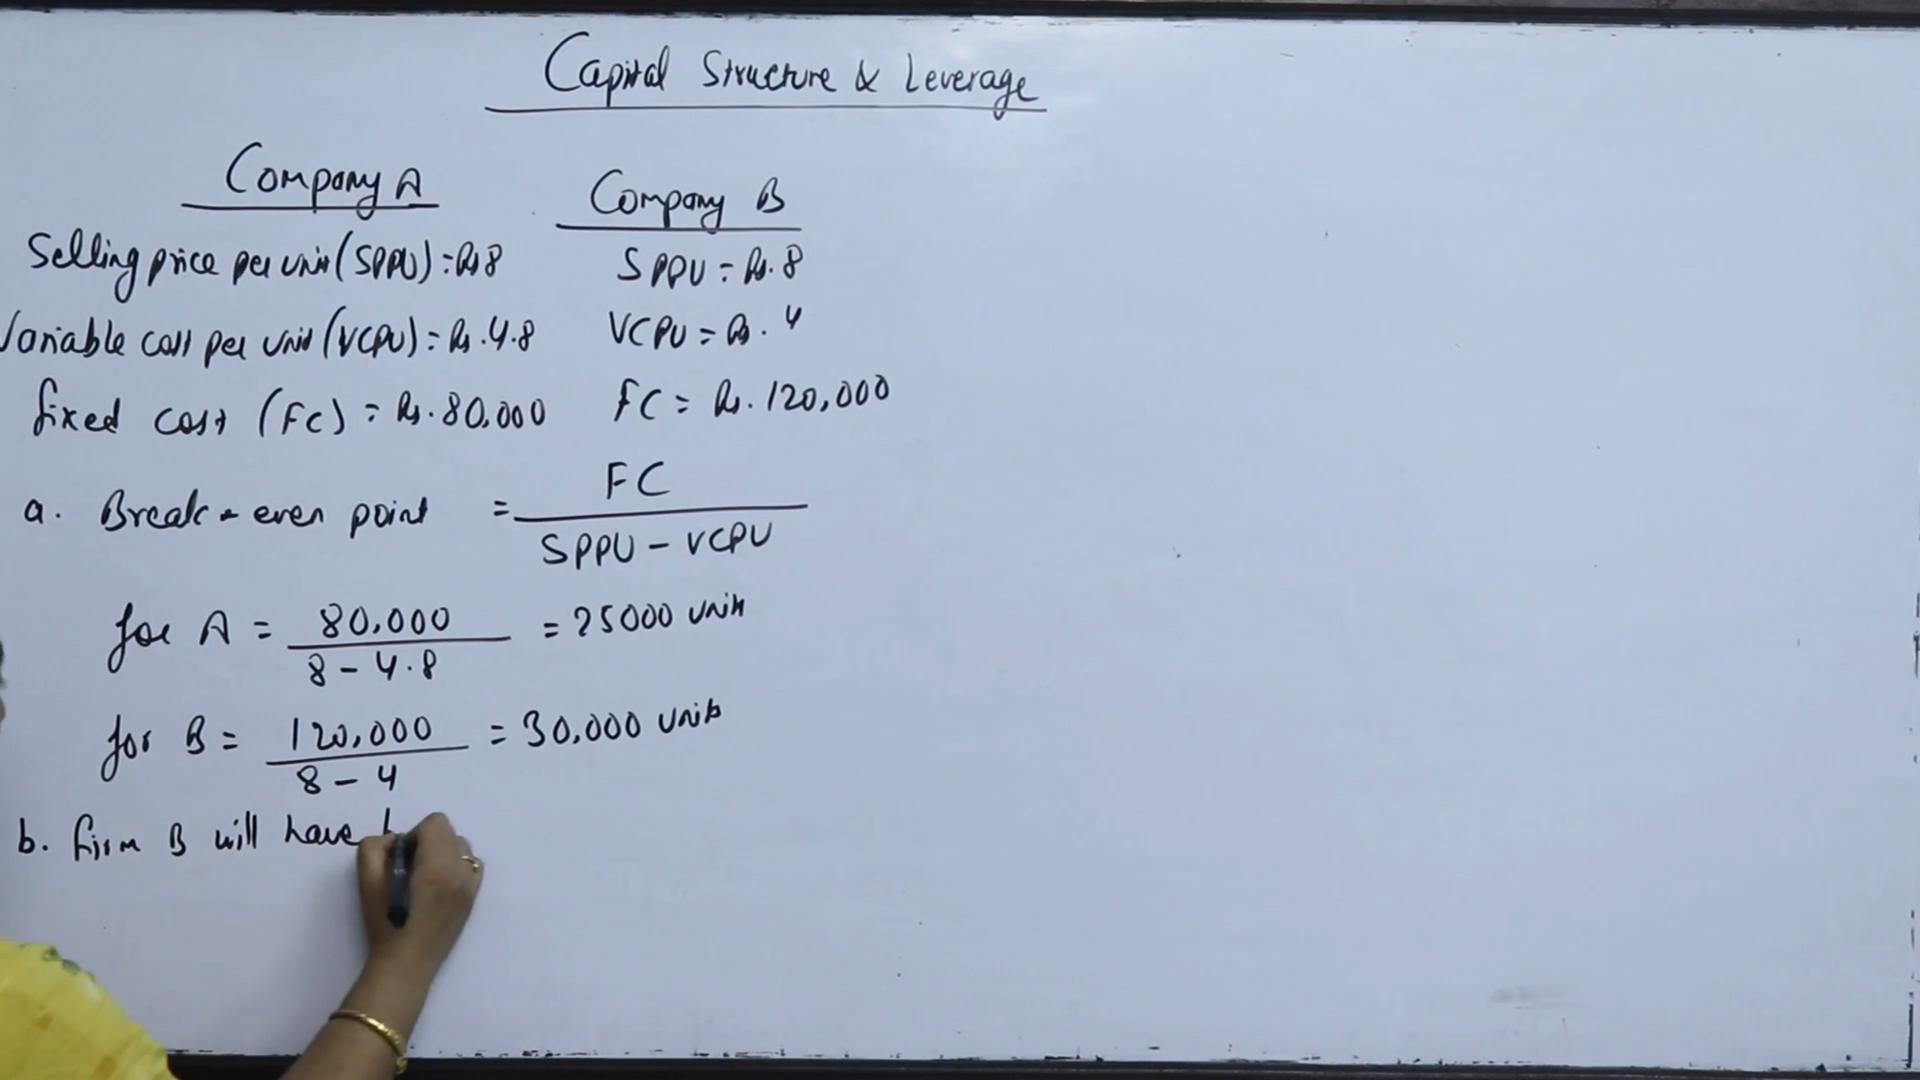 Capital Structure & Leverage
Company A
Selling price per unit (SPPU) = Rs 8
Variable cost per unit (VCPU) = Rs. 4.8
fixed cost (FC) = Rs. 80,000
Company B
SPPU = Rs. 8
VCPU = Rs. 4
FC = Rs. 120,000
a. Break-even point = FC / SPPU - VCPU
for A = 80,000 / 8 - 4.8 = 25000 units
for B = 120,000 / 8 - 4 = 30,000 units
b. firm B will have